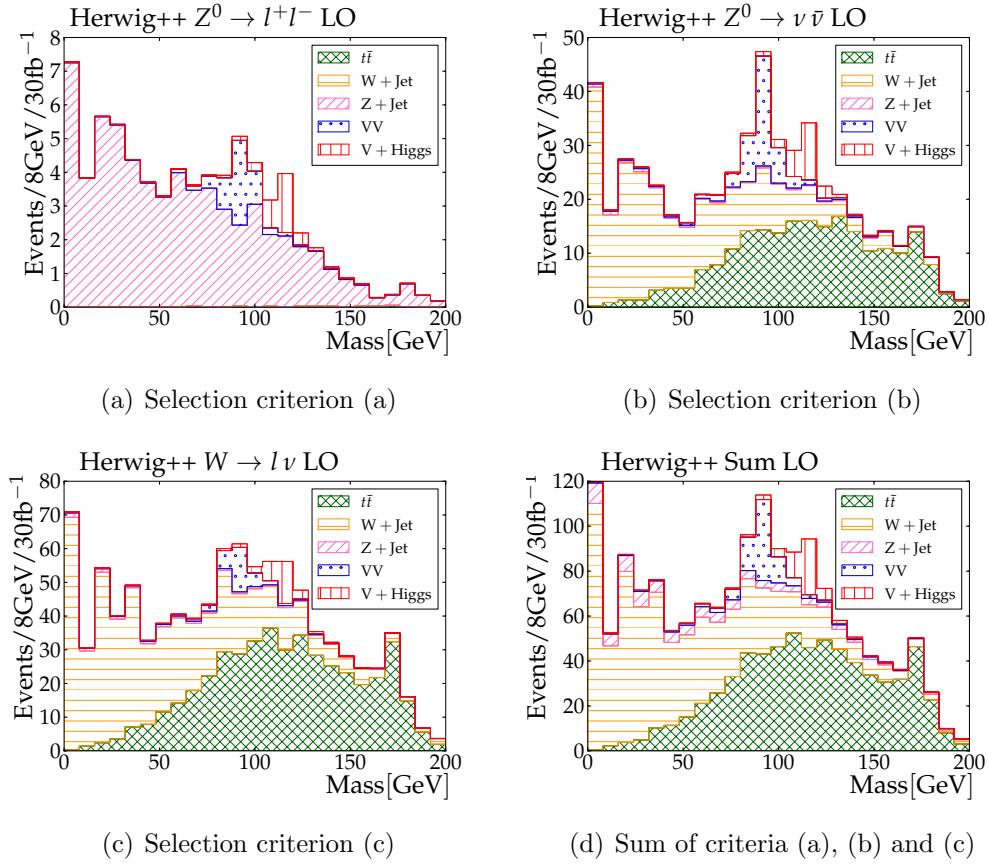 Herwig++ Z⁰ → l⁺l⁻ LO
Events/8GeV/30fb⁻¹
8
7
6
5
4
3
2
1
0
tt̄
W + Jet
Z + Jet
VV
V + Higgs
0 50 100 150 200
Mass[GeV]
(a) Selection criterion (a)
Herwig++ Z⁰ → ν ν̄ LO
Events/8GeV/30fb⁻¹
50
40
30
20
10
0
tt̄
W + Jet
Z + Jet
VV
V + Higgs
0 50 100 150 200
Mass[GeV]
(b) Selection criterion (b)
Herwig++ W → l ν LO
Events/8GeV/30fb⁻¹
80
70
60
50
40
30
20
10
0
tt̄
W + Jet
Z + Jet
VV
V + Higgs
0 50 100 150 200
Mass[GeV]
(c) Selection criterion (c)
Herwig++ Sum LO
Events/8GeV/30fb⁻¹
120
100
80
60
40
20
0
tt̄
W + Jet
Z + Jet
VV
V + Higgs
0 50 100 150 200
Mass[GeV]
(d) Sum of criteria (a), (b) and (c)